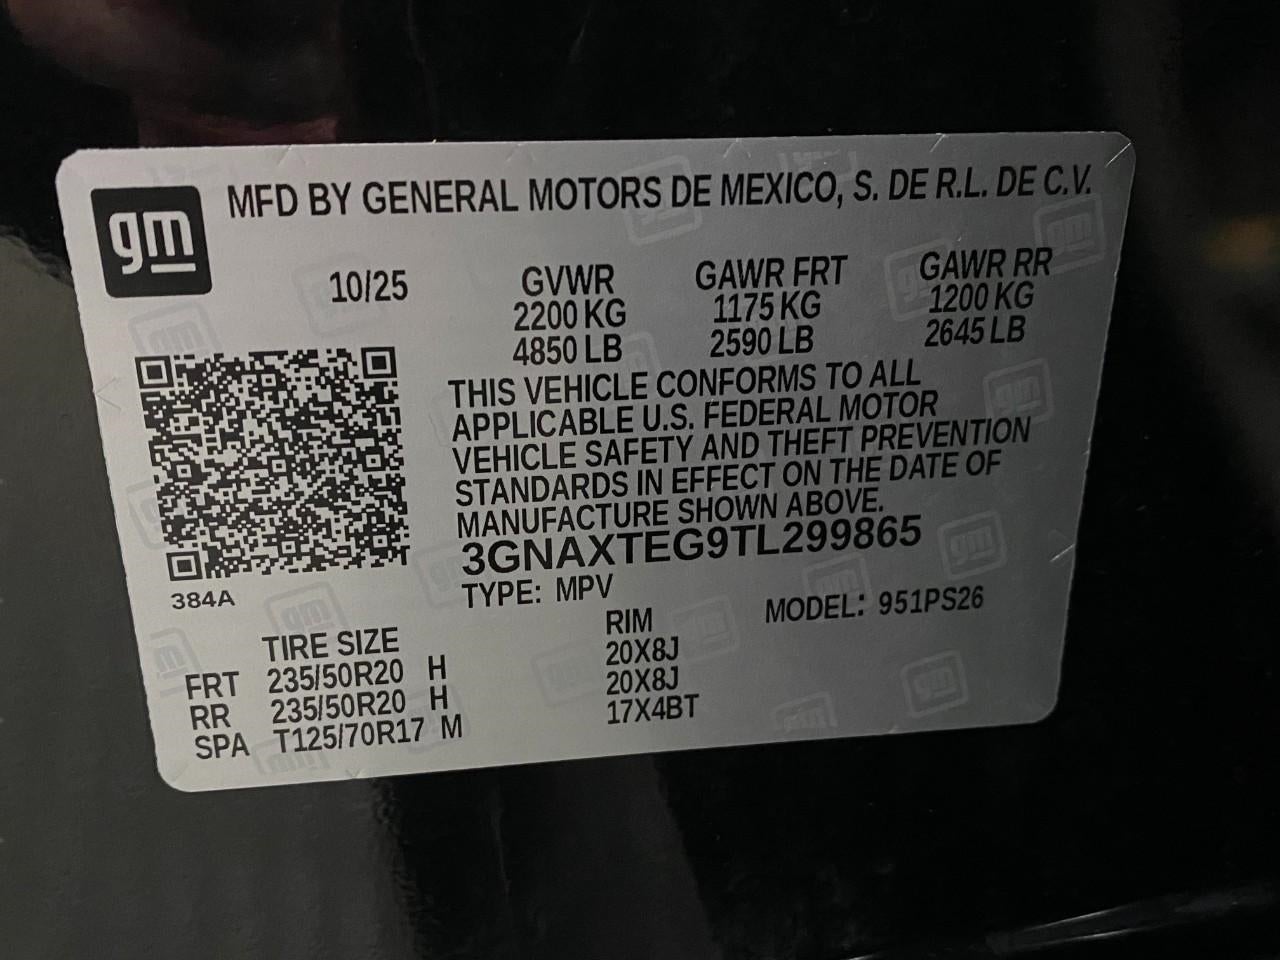 gm
MFD BY GENERAL MOTORS DE MEXICO, S. DE R.L. DE C.V.
10/25 GVWR GAWR FRT GAWR RR
2200 KG 1175 KG 1200 KG
4850 LB 2590 LB 2645 LB
THIS VEHICLE CONFORMS TO ALL
APPLICABLE U.S. FEDERAL MOTOR
VEHICLE SAFETY AND THEFT PREVENTION
STANDARDS IN EFFECT ON THE DATE OF
MANUFACTURE SHOWN ABOVE.
3GNAXTEG9TL299865
384A
TYPE: MPV MODEL: 951PS26
TIRE SIZE RIM
FRT 235/50R20 H 20X8J
RR 235/50R20 H 20X8J
SPA T125/70R17 M 17X4BT